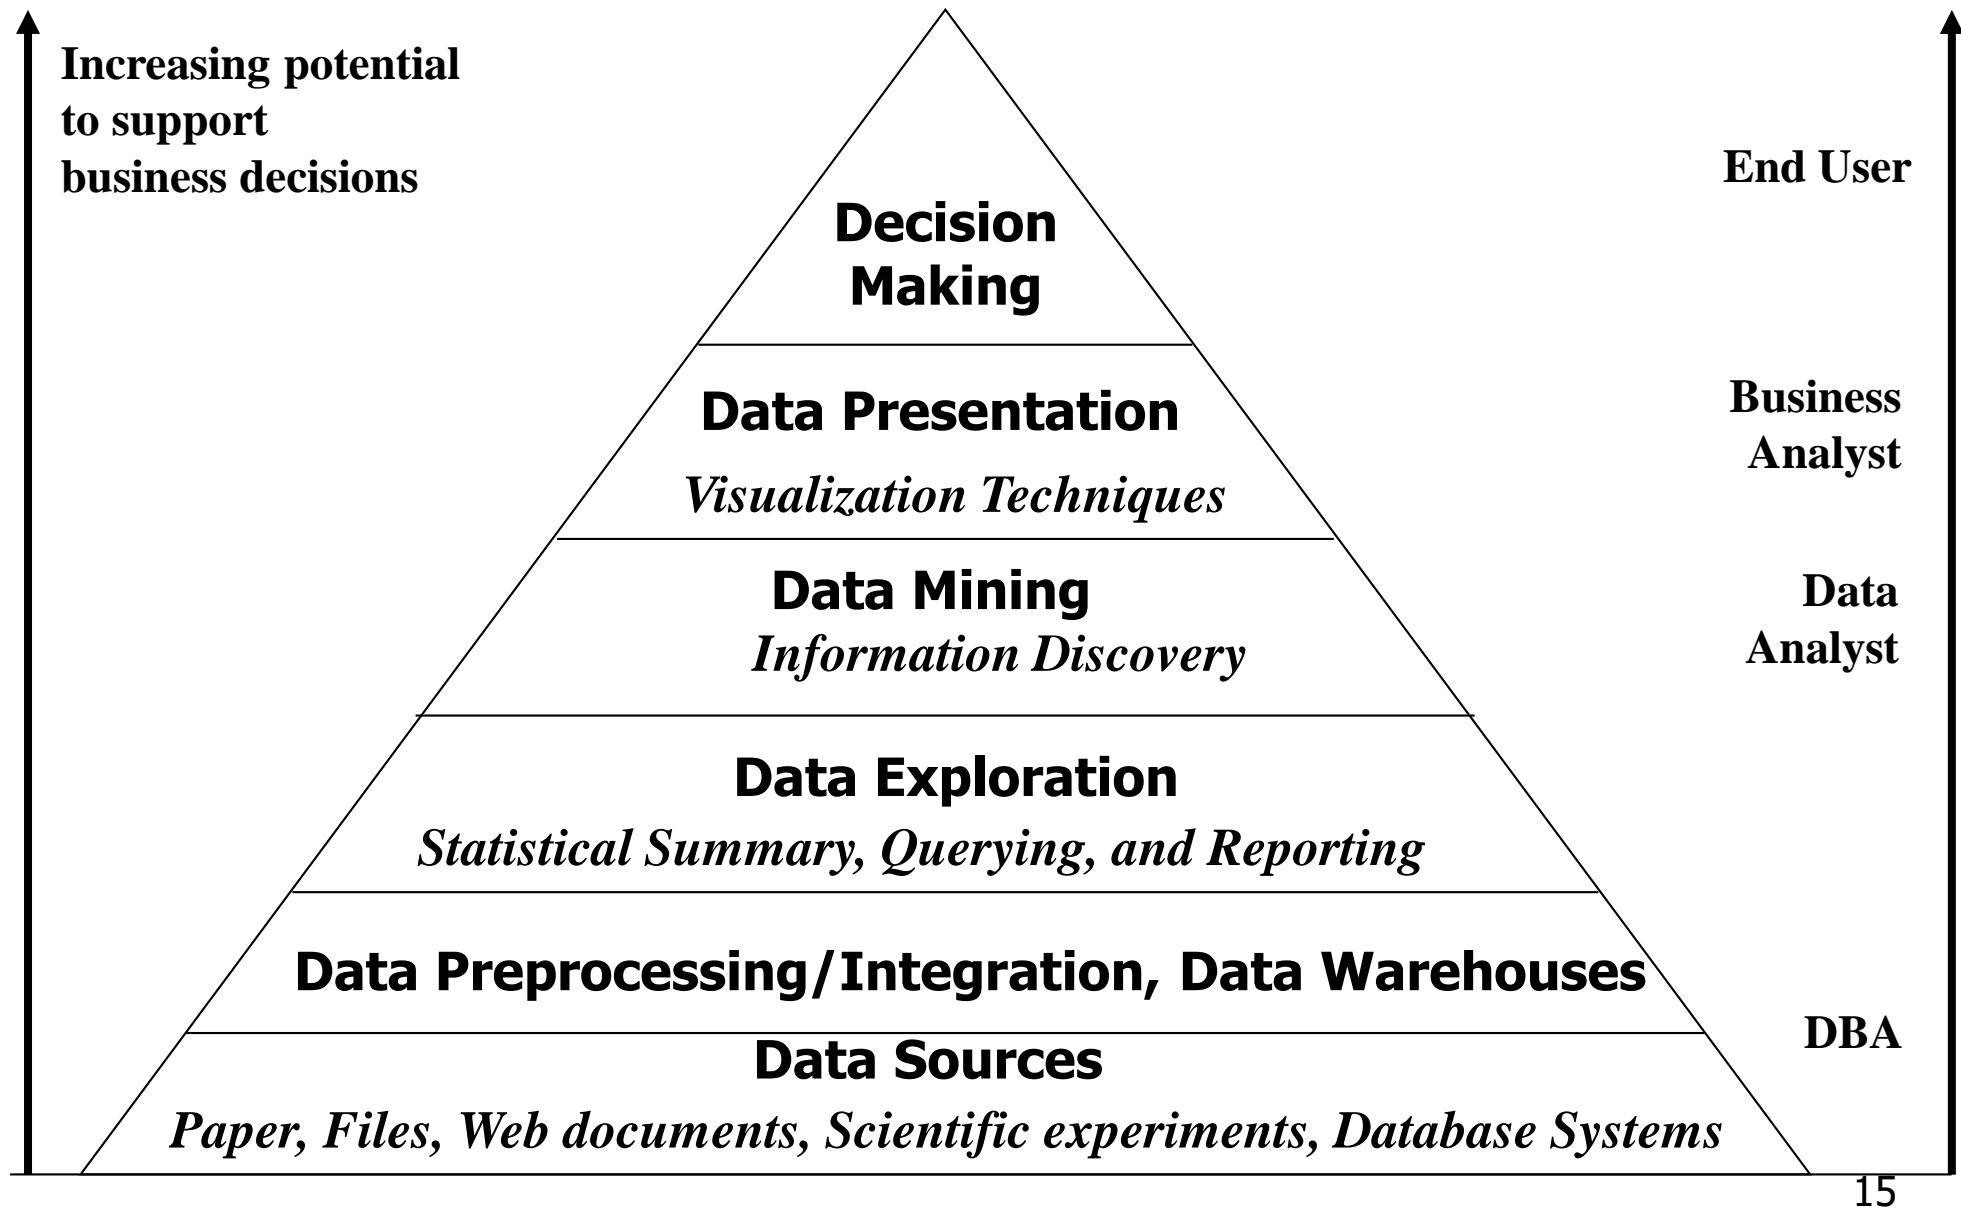 Increasing potential
to support
business decisions
End User
Decision
Making
Data Presentation
Visualization Techniques
Business
Analyst
Data Mining
Information Discovery
Data
Analyst
Data Exploration
Statistical Summary, Querying, and Reporting
Data Preprocessing/Integration, Data Warehouses
DBA
Data Sources
Paper, Files, Web documents, Scientific experiments, Database Systems
15